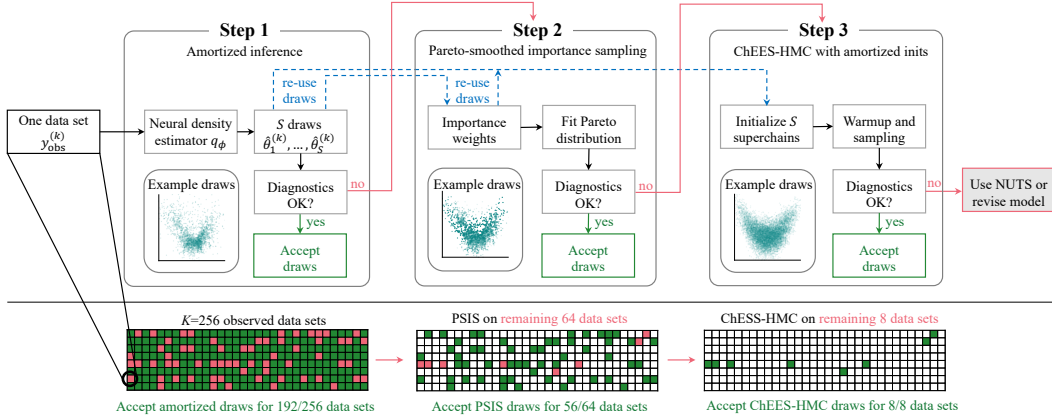 Step 1
Amortized inference
re-use
draws
One data set
y_obs^(k)
Neural density
estimator q_ϕ
S draws
θ̂_1^(k), ..., θ̂_S^(k)
Example draws
Diagnostics
OK?
no
yes
Accept
draws
Step 2
Pareto-smoothed importance sampling
re-use
draws
Importance
weights
Fit Pareto
distribution
Example draws
Diagnostics
OK?
no
yes
Accept
draws
Step 3
ChEES-HMC with amortized inits
Initialize S
superchains
Warmup and
sampling
Example draws
Diagnostics
OK?
no
yes
Accept
draws
Use NUTS or
revise model
K=256 observed data sets
Accept amortized draws for 192/256 data sets
PSIS on remaining 64 data sets
Accept PSIS draws for 56/64 data sets
ChESS-HMC on remaining 8 data sets
Accept ChEES-HMC draws for 8/8 data sets